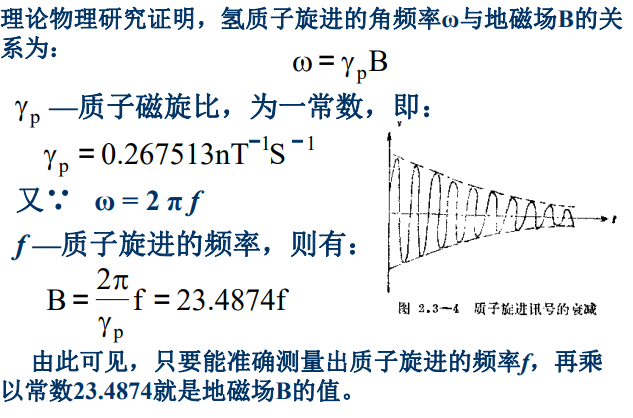 理论物理研究证明，氢质子旋进的角频率ω与地磁场B的关
系为：
ω = γpB
γp —质子磁旋比，为一常数，即：
γp = 0.267513nT⁻¹S⁻¹
又∵ ω = 2 π f
f —质子旋进的频率，则有：
B = 2π/γp f = 23.4874f
v
t
图 2.3—4 质子旋进讯号的衰减
由此可见，只要能准确测量出质子旋进的频率f，再乘
以常数23.4874就是地磁场B的值。